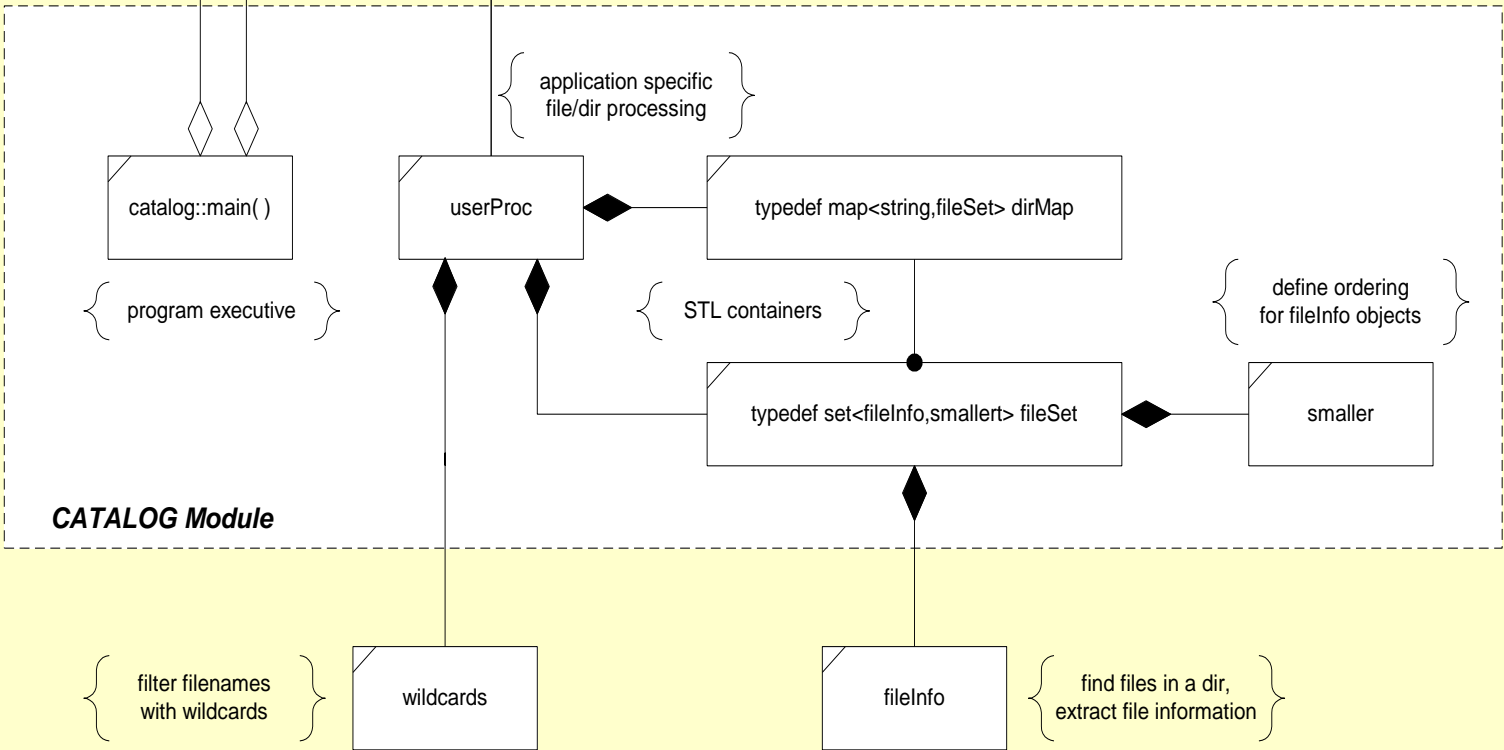 application specific
file/dir processing
catalog::main( )
userProc
typedef map<string,fileSet> dirMap
program executive
STL containers
define ordering
for fileInfo objects
typedef set<fileInfo,smallert> fileSet
smaller
CATALOG Module
filter filenames
with wildcards
wildcards
fileInfo
find files in a dir,
extract file information